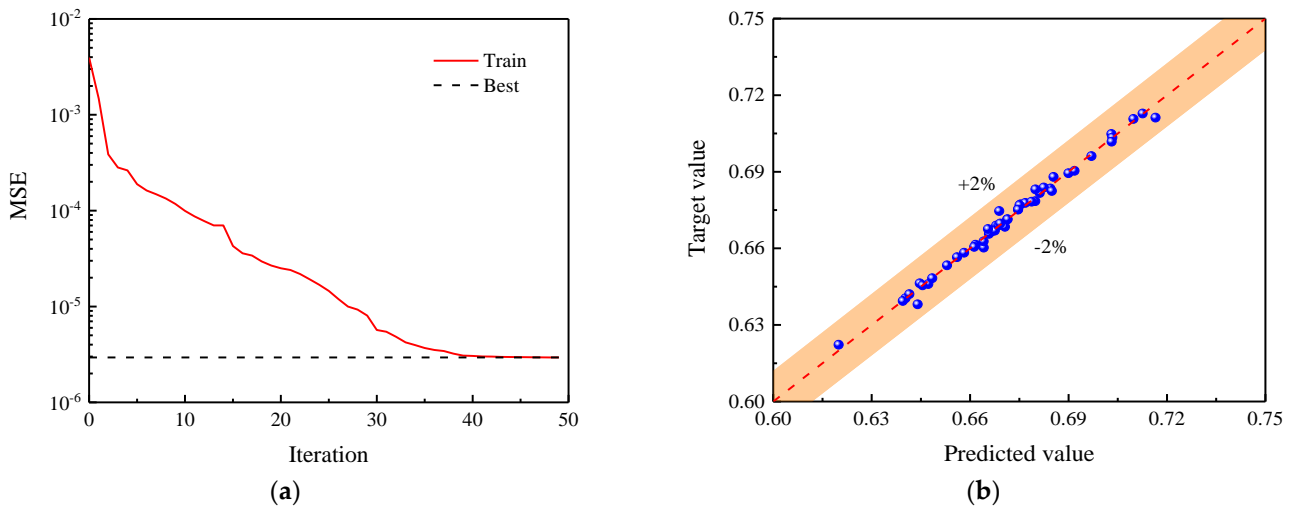 10-2
10-3
10-4
10-5
10-6
MSE
Train
Best
0 10 20 30 40 50
Iteration
(a)
0.75
0.72
0.69
0.66
0.63
0.60
Target value
+2%
-2%
0.60 0.63 0.66 0.69 0.72 0.75
Predicted value
(b)